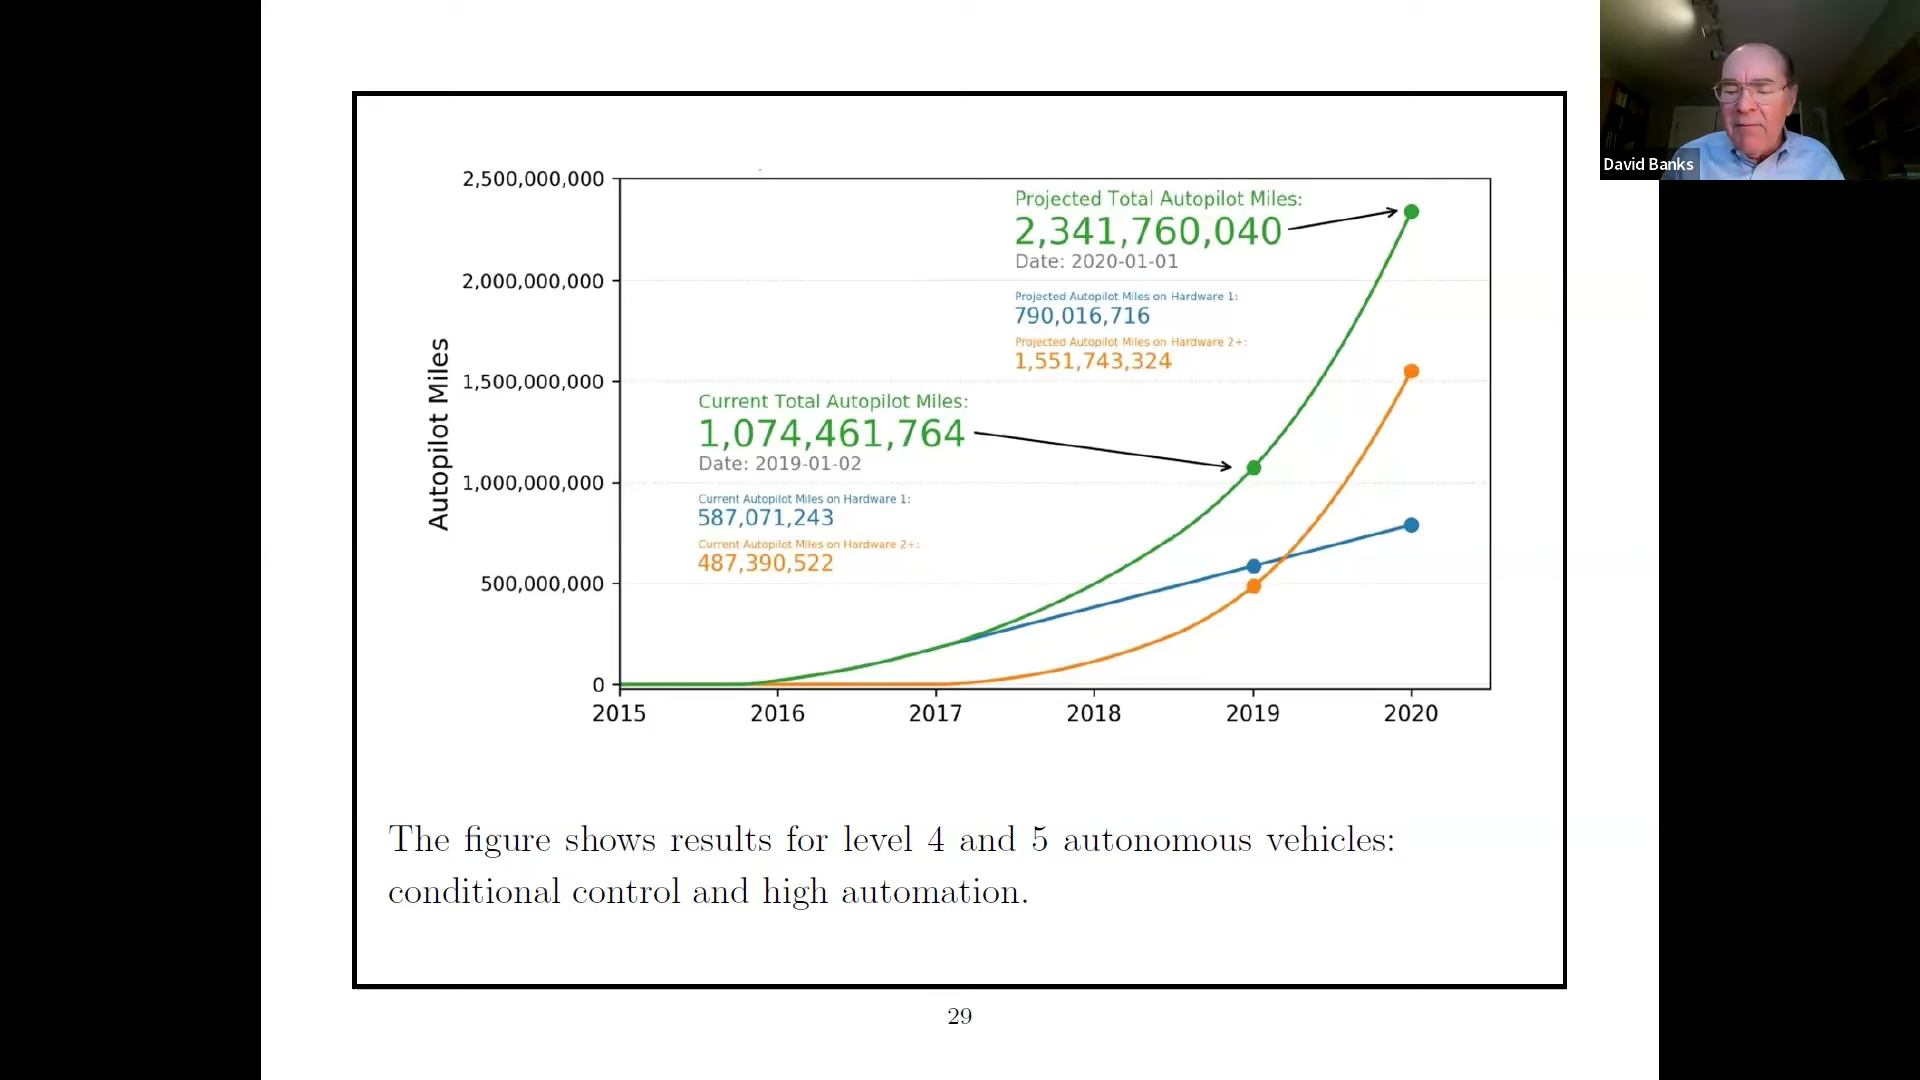 David Banks
Autopilot Miles
2,500,000,000
2,000,000,000
1,500,000,000
1,000,000,000
500,000,000
0
Projected Total Autopilot Miles:
2,341,760,040
Date: 2020-01-01
Projected Autopilot Miles on Hardware 1:
790,016,716
Projected Autopilot Miles on Hardware 2+:
1,551,743,324
Current Total Autopilot Miles:
1,074,461,764
Date: 2019-01-02
Current Autopilot Miles on Hardware 1:
587,071,243
Current Autopilot Miles on Hardware 2+:
487,390,522
2015 2016 2017 2018 2019 2020
The figure shows results for level 4 and 5 autonomous vehicles:
conditional control and high automation.
29